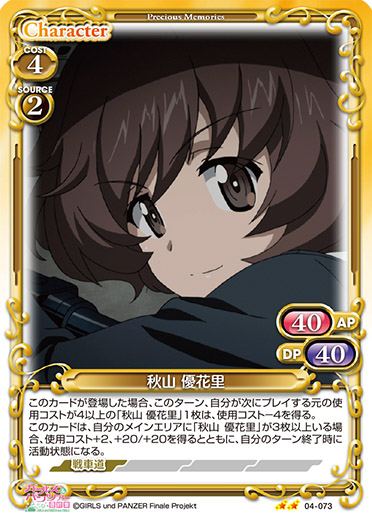 Precious Memories
Character
COST
4
SOURCE
2
40 AP
DP 40
秋山 優花里
このカードが登場した場合、このターン、自分が次にプレイする元の使
用コストが4以上の「秋山 優花里」1枚は、使用コスト−4を得る。
このカードは、自分のメインエリアに「秋山 優花里」が3枚以上いる場
合、使用コスト+2、+20/+20を得るとともに、自分のターン終了時に
活動状態になる。
戦車道
©GIRLS und PANZER Finale Projekt
04-073